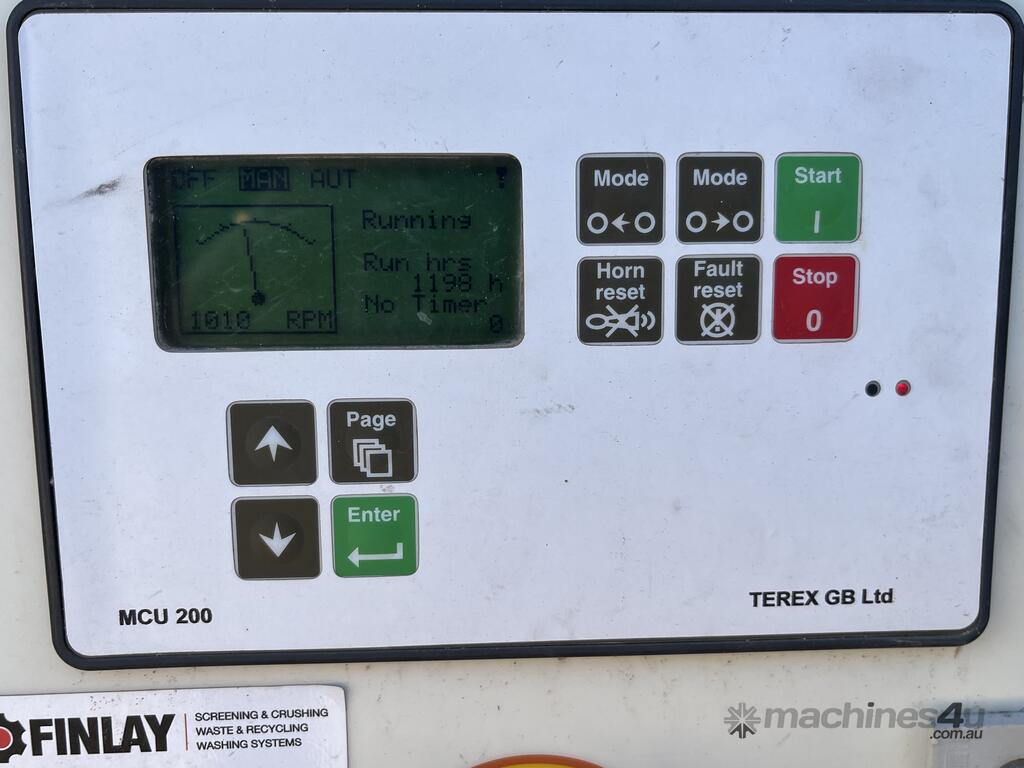 OFF MAN AUT !
Running
Run hrs
1198 h
No Timer
1010 RPM
0
Mode
Mode
Start
I
Horn
reset
Fault
reset
Stop
0
Page
Enter
MCU 200
TEREX GB Ltd
FINLAY
SCREENING & CRUSHING
WASTE & RECYCLING
WASHING SYSTEMS
machines4u
.com.au